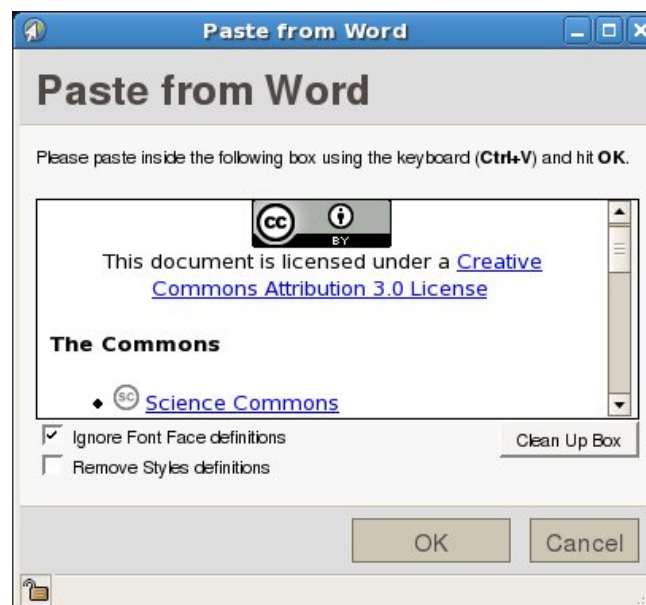 Paste from Word
Paste from Word
Please paste inside the following box using the keyboard (Ctrl+V) and hit OK.
cc
BY
This document is licensed under a Creative
Commons Attribution 3.0 License
The Commons
sc Science Commons
Ignore Font Face definitions
Clean Up Box
Remove Styles definitions
OK
Cancel